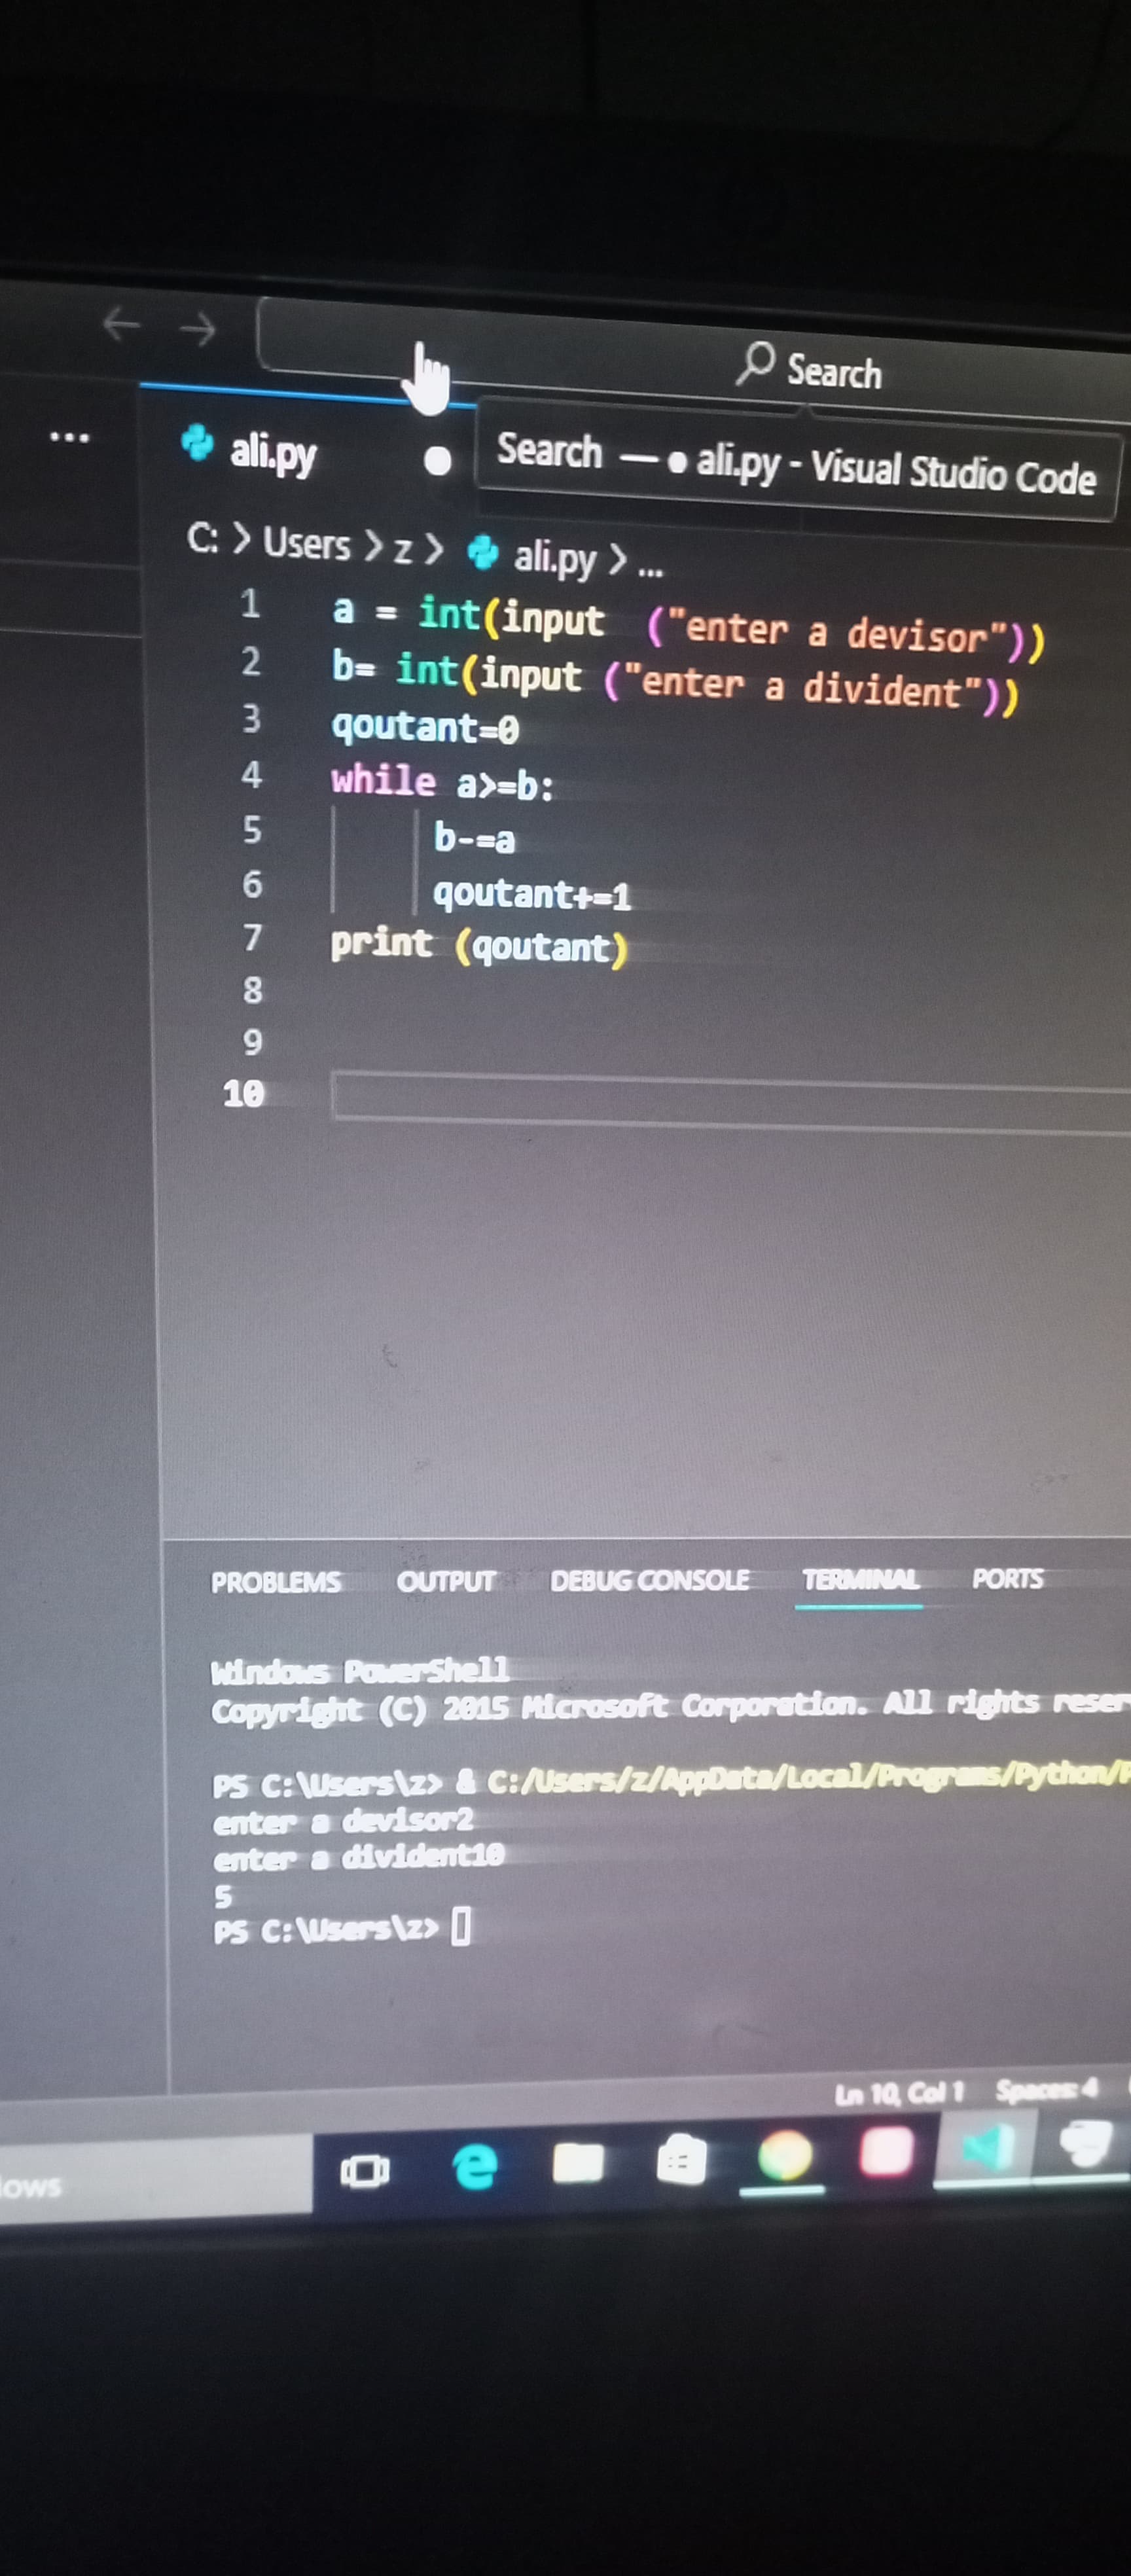 Search
ali.py
Search — ● ali.py - Visual Studio Code
C: > Users > z > ali.py > ...
1 a = int(input ("enter a devisor"))
2 b= int(input ("enter a divident"))
3 qoutant=0
4 while a>=b:
5 b-=a
6 qoutant+=1
7 print (qoutant)
8
9
10
PROBLEMS OUTPUT DEBUG CONSOLE TERMINAL PORTS
Windows PowerShell
Copyright (C) 2015 Microsoft Corporation. All rights reser
PS C:\Users\z> & C:/Users/z/AppData/Local/Programs/Python/P
enter a devisor2
enter a divident10
5
PS C:\Users\z>
Ln 10, Col 1 Spaces: 4
lows